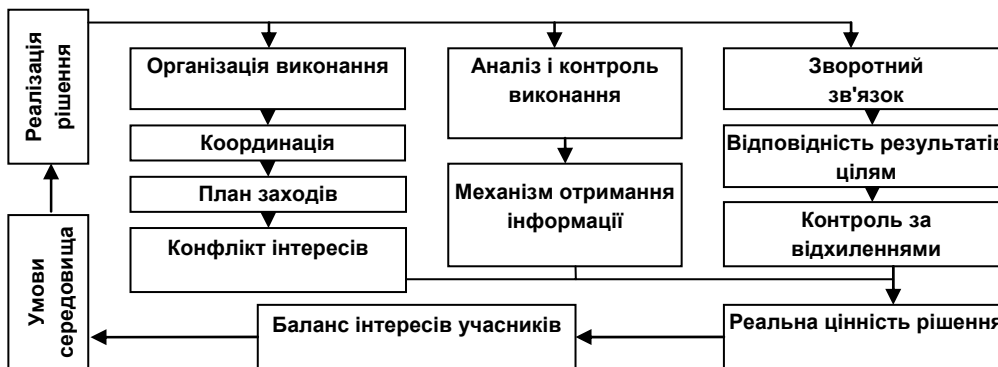 Реалізація
рішення
Організація виконання
Аналіз і контроль
виконання
Зворотний
зв'язок
Координація
Відповідність результатів
цілям
План заходів
Механізм отримання
інформації
Конфлікт інтересів
Контроль за
відхиленнями
Умови
середовища
Баланс інтересів учасників
Реальна цінність рішення